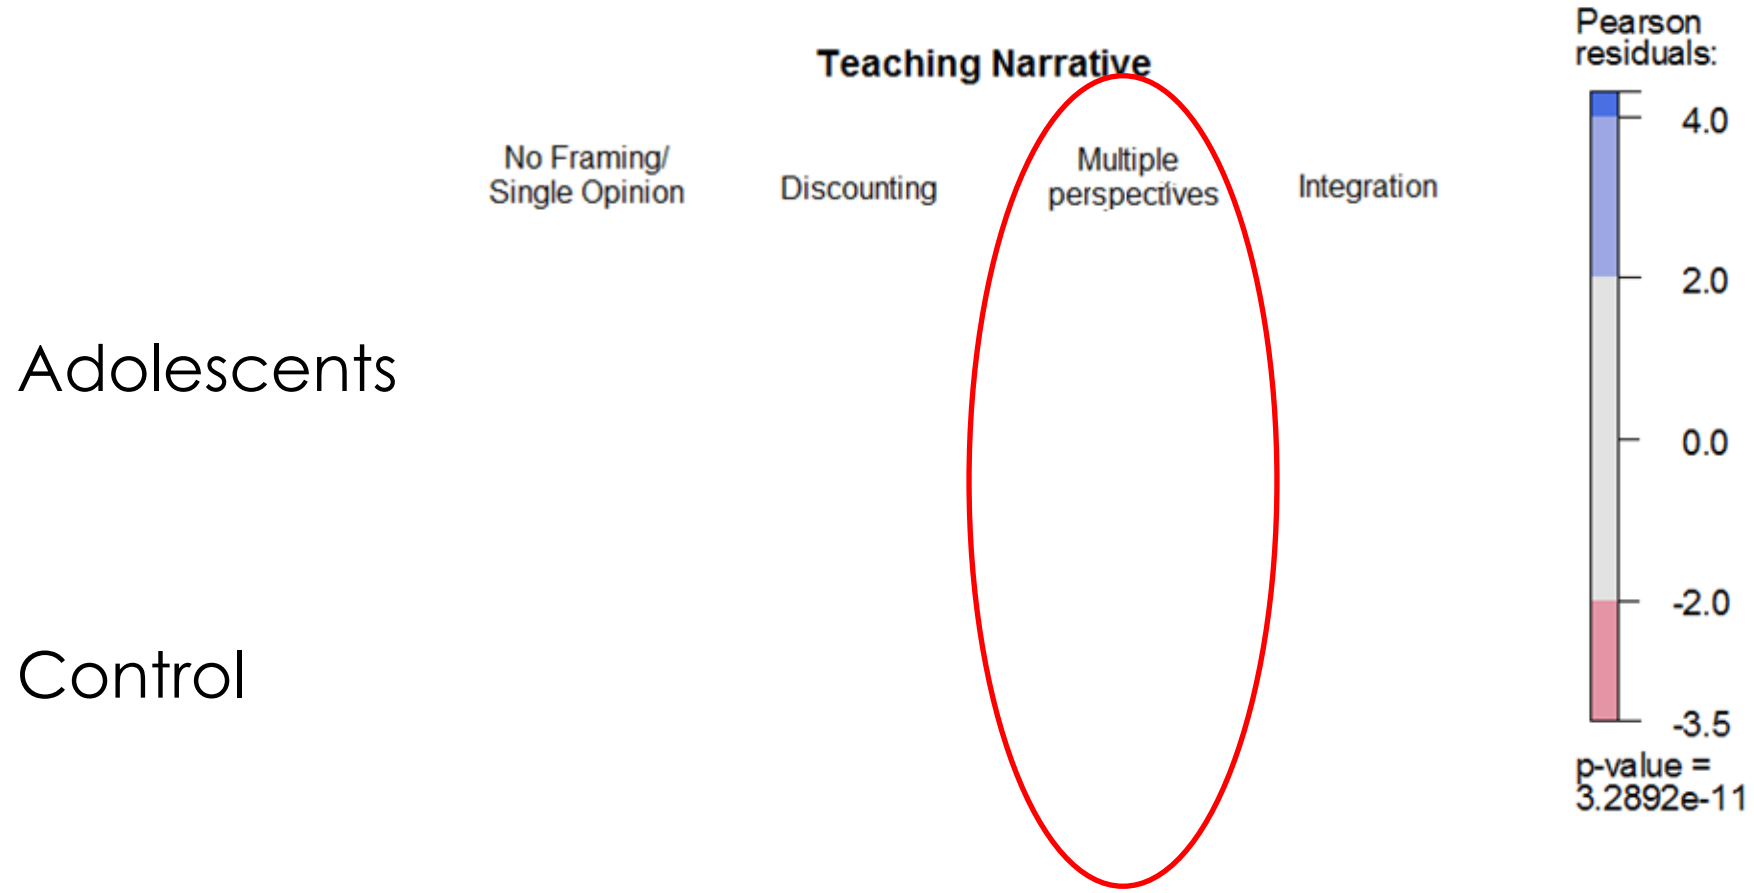 Teaching Narrative
No Framing/
Single Opinion
Discounting
Multiple
perspectives
Integration
Adolescents
Control
Pearson
residuals:
4.0
2.0
0.0
-2.0
-3.5
p-value =
3.2892e-11